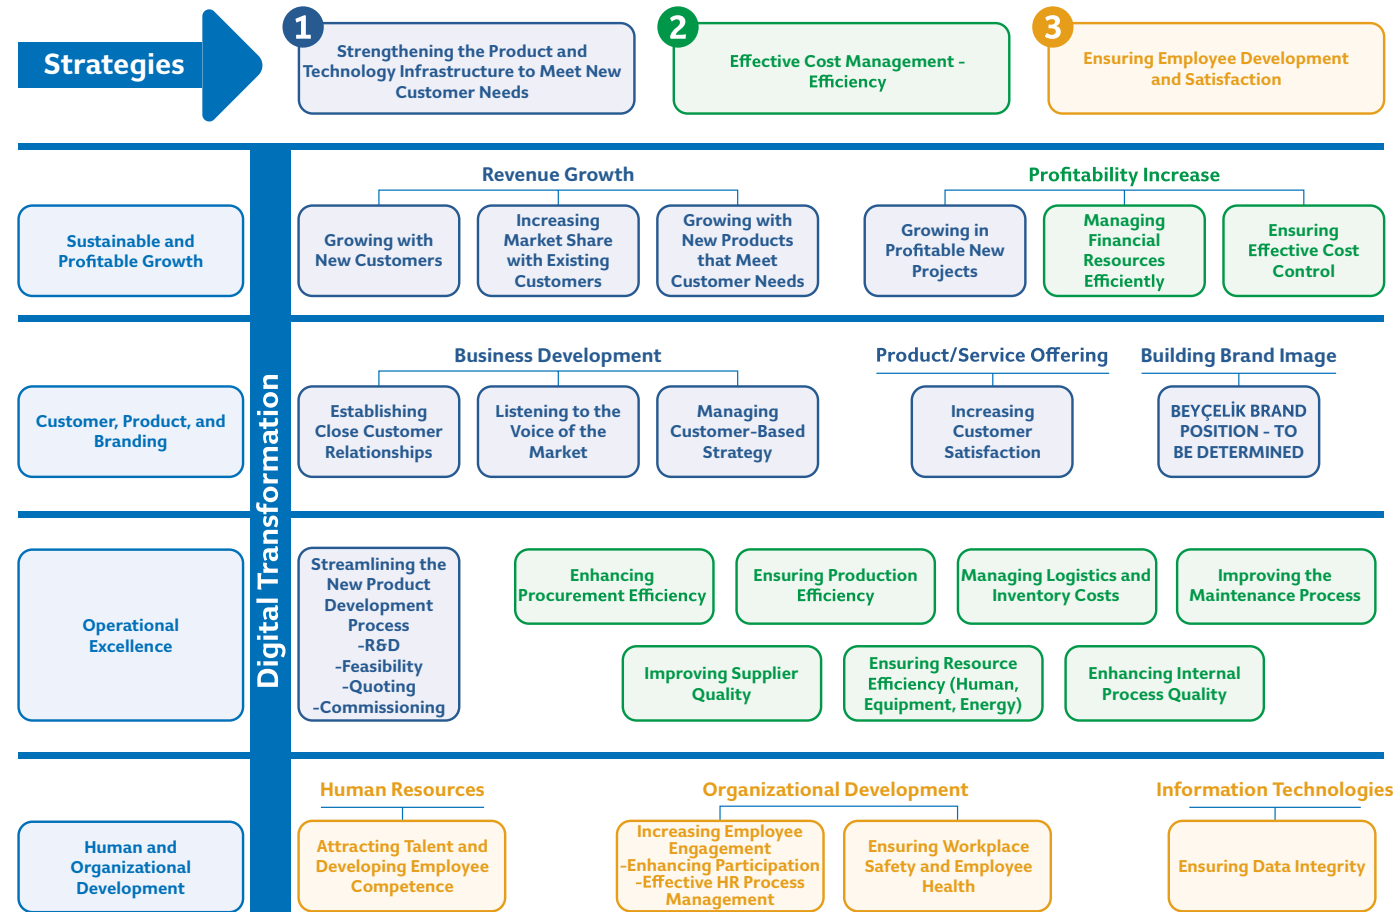 Strategies
1
Strengthening the Product and
Technology Infrastructure to Meet New
Customer Needs
2
Effective Cost Management -
Efficiency
3
Ensuring Employee Development
and Satisfaction
Digital Transformation
Sustainable and
Profitable Growth
Revenue Growth
Growing with
New Customers
Increasing
Market Share
with Existing
Customers
Growing with
New Products
that Meet
Customer Needs
Profitability Increase
Growing in
Profitable New
Projects
Managing
Financial
Resources
Efficiently
Ensuring
Effective Cost
Control
Customer, Product, and
Branding
Business Development
Establishing
Close Customer
Relationships
Listening to the
Voice of the
Market
Managing
Customer-Based
Strategy
Product/Service Offering
Increasing
Customer
Satisfaction
Building Brand Image
BEYÇELİK BRAND
POSITION - TO
BE DETERMINED
Operational
Excellence
Streamlining the
New Product
Development
Process
-R&D
-Feasibility
-Quoting
-Commissioning
Enhancing
Procurement Efficiency
Ensuring Production
Efficiency
Managing Logistics and
Inventory Costs
Improving the
Maintenance Process
Improving Supplier
Quality
Ensuring Resource
Efficiency (Human,
Equipment, Energy)
Enhancing Internal
Process Quality
Human and
Organizational
Development
Human Resources
Attracting Talent and
Developing Employee
Competence
Organizational Development
Increasing Employee
Engagement
-Enhancing Participation
-Effective HR Process
Management
Ensuring Workplace
Safety and Employee
Health
Information Technologies
Ensuring Data Integrity